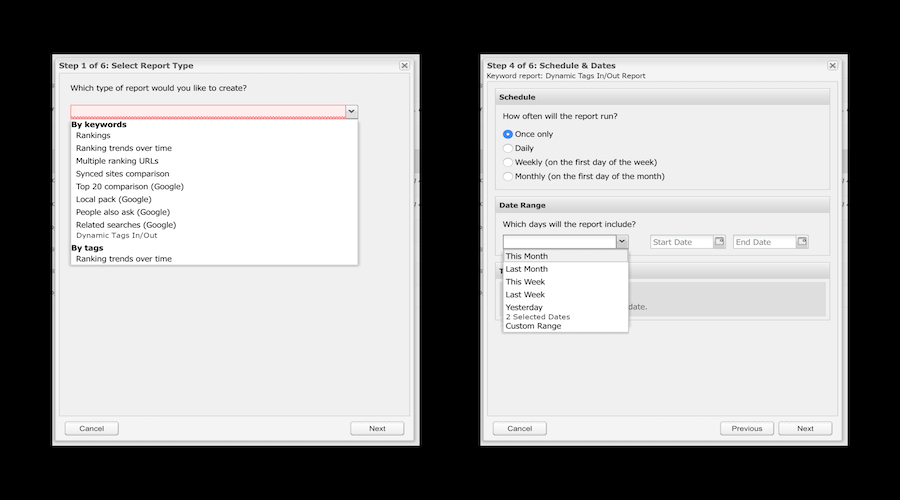 Step 1 of 6: Select Report Type
Which type of report would you like to create?
By keywords
Rankings
Ranking trends over time
Multiple ranking URLs
Synced sites comparison
Top 20 comparison (Google)
Local pack (Google)
People also ask (Google)
Related searches (Google)
Dynamic Tags In/Out
By tags
Ranking trends over time
Cancel
Next
Step 4 of 6: Schedule & Dates
Keyword report: Dynamic Tags In/Out Report
Schedule
How often will the report run?
Once only
Daily
Weekly (on the first day of the week)
Monthly (on the first day of the month)
Date Range
Which days will the report include?
Start Date
End Date
This Month
Last Month
This Week
Last Week
Yesterday
date.
2 Selected Dates
Custom Range
Cancel
Previous
Next